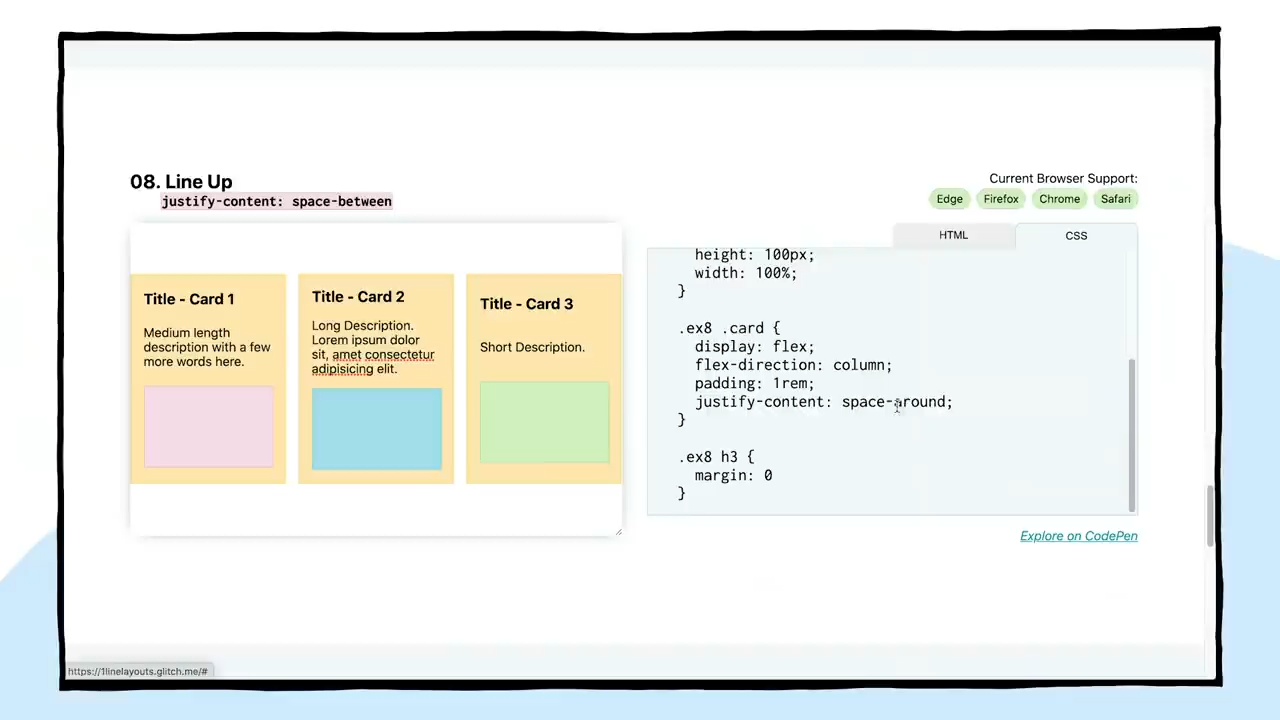 08. Line Up
justify-content: space-between
Current Browser Support:
Edge Firefox Chrome Safari
Title - Card 1
Medium length
description with a few
more words here.
Title - Card 2
Long Description.
Lorem ipsum dolor
sit, amet consectetur
adipisicing elit.
Title - Card 3
Short Description.
HTML CSS
height: 100px;
width: 100%;
}
.ex8 .card {
display: flex;
flex-direction: column;
padding: 1rem;
justify-content: space-around;
}
.ex8 h3 {
margin: 0
}
Explore on CodePen
https://1linelayouts.glitch.me/#